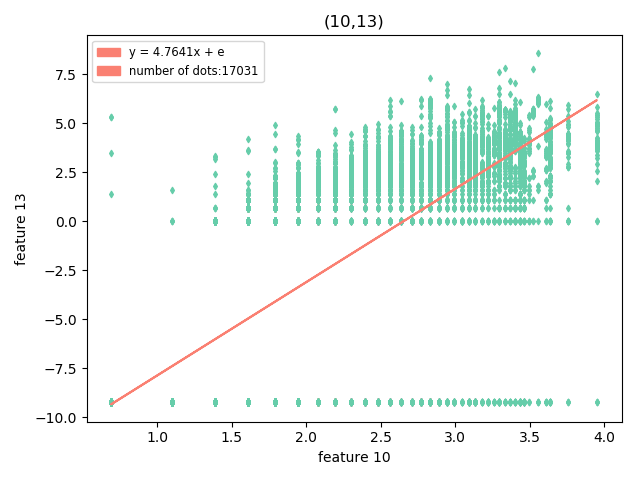 (10,13)
y = 4.7641x + e
number of dots:17031
7.5
5.0
2.5
0.0
−2.5
−5.0
−7.5
−10.0
feature 13
1.0 1.5 2.0 2.5 3.0 3.5 4.0
feature 10